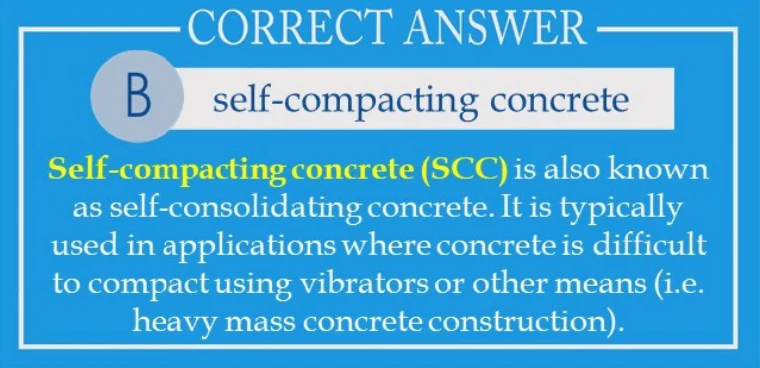 CORRECT ANSWER
B self-compacting concrete
Self-compacting concrete (SCC) is also known
as self-consolidating concrete. It is typically
used in applications where concrete is difficult
to compact using vibrators or other means (i.e.
heavy mass concrete construction).